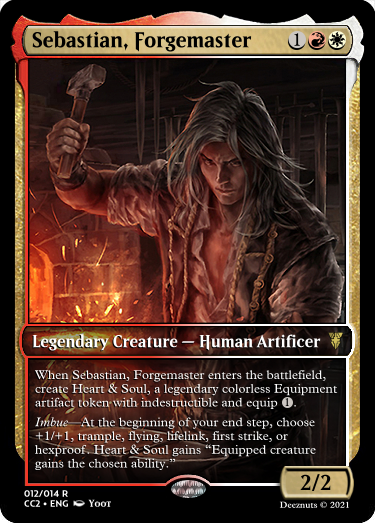 Sebastian, Forgemaster 1
Legendary Creature — Human Artificer
When Sebastian, Forgemaster enters the battlefield,
create Heart & Soul, a legendary colorless Equipment
artifact token with indestructible and equip 1.
Imbue—At the beginning of your end step, choose
+1/+1, trample, flying, lifelink, first strike, or
hexproof. Heart & Soul gains “Equipped creature
gains the chosen ability.”
2/2
012/014 R
CC2 • ENG Yoot
Deeznuts © 2021